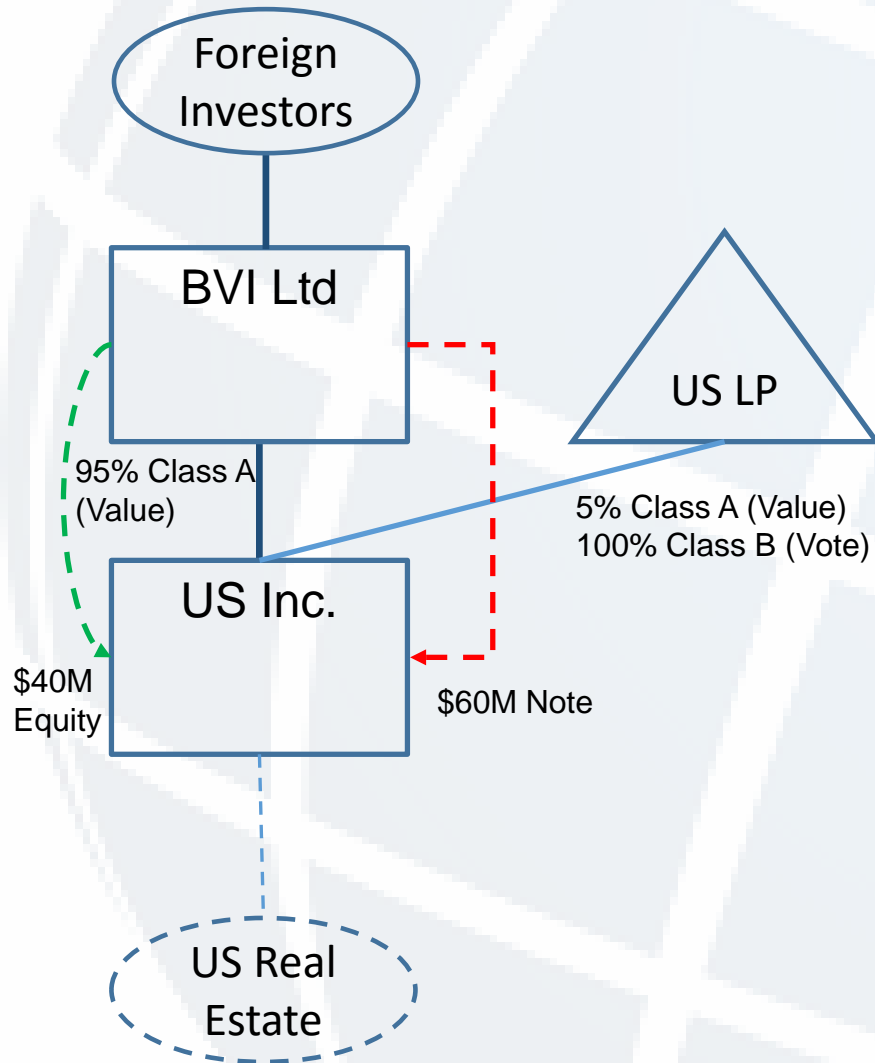 Foreign
Investors
BVI Ltd
US LP
95% Class A
(Value)
5% Class A (Value)
100% Class B (Vote)
US Inc.
$40M
Equity
$60M Note
US Real
Estate